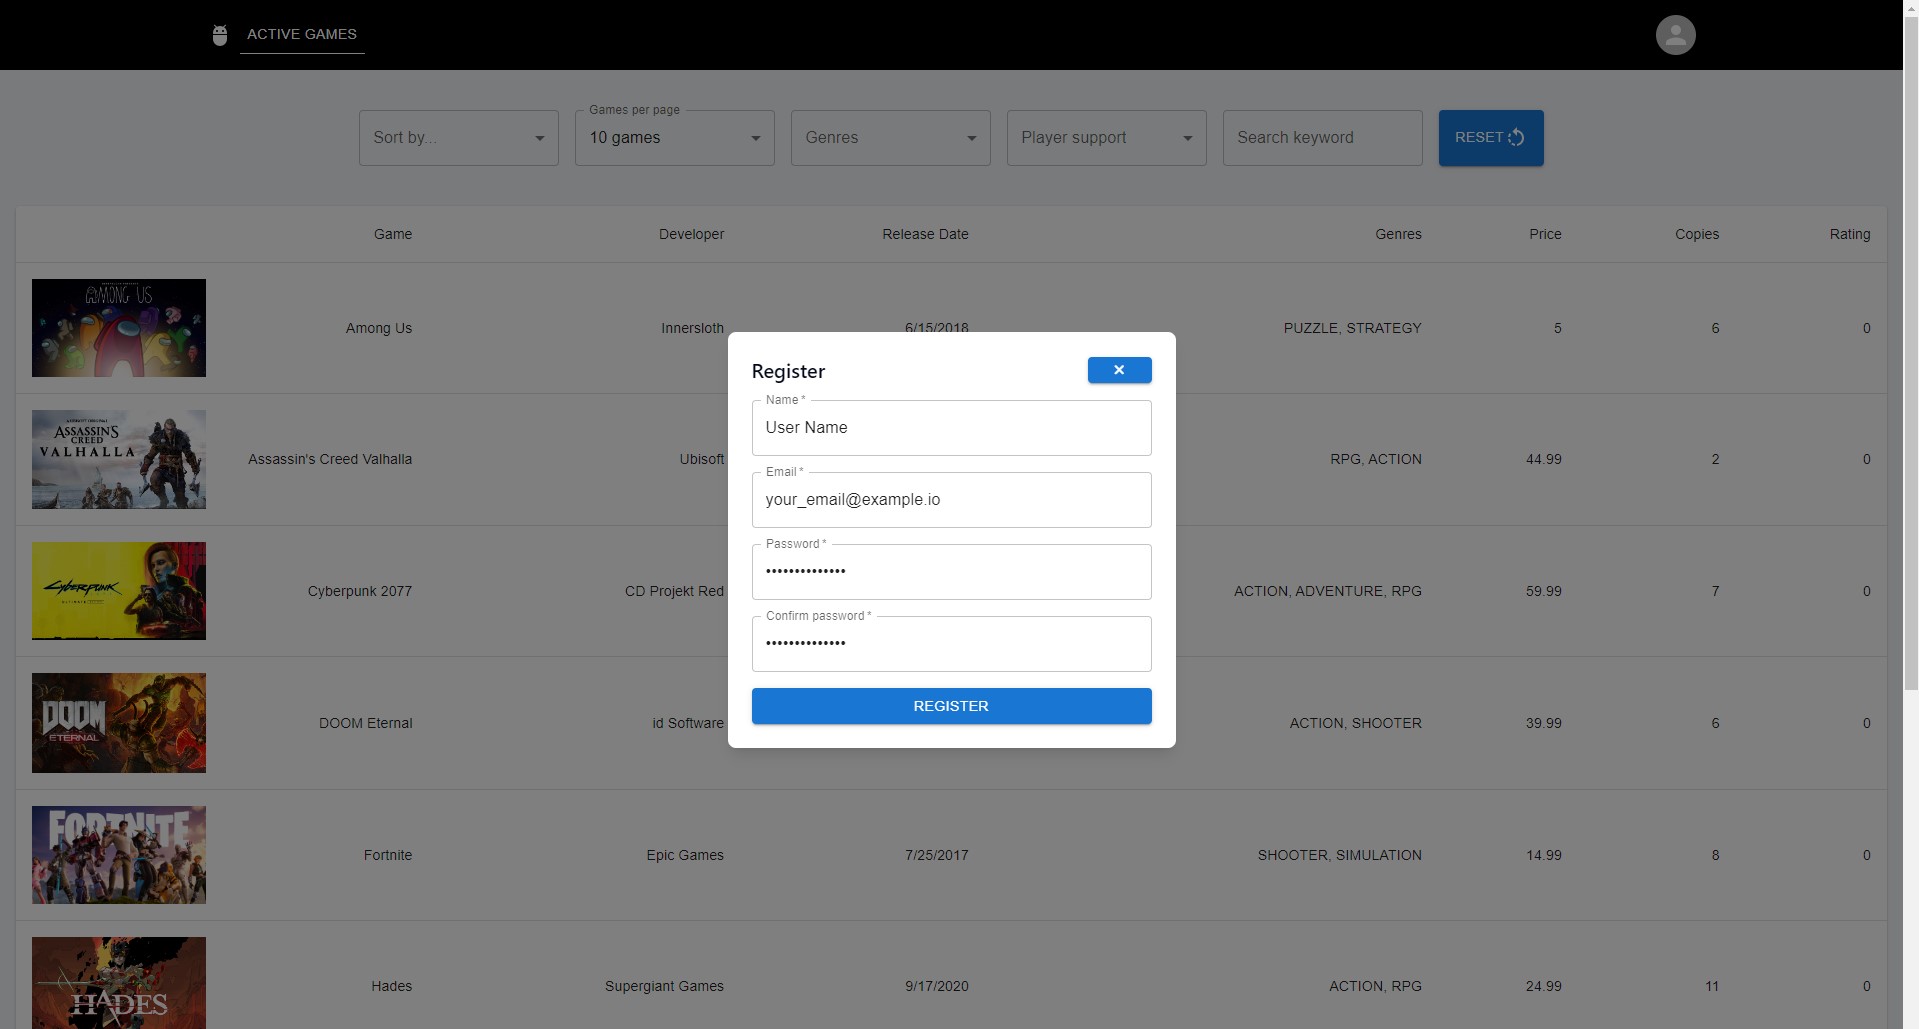 ACTIVE GAMES
Games per page
Sort by...
10 games
Genres
Player support
Search keyword
RESET
Game Developer Release Date Genres Price Copies Rating
AMONG US
Among Us Innersloth 6/15/2018 PUZZLE, STRATEGY 5 6 0
ASSASSIN'S
CREED
VALHALLA
Assassin's Creed Valhalla Ubisoft RPG, ACTION 44.99 2 0
CYBERPUNK
Cyberpunk 2077 CD Projekt Red ACTION, ADVENTURE, RPG 59.99 7 0
DOOM
ETERNAL
DOOM Eternal id Software ACTION, SHOOTER 39.99 6 0
FORTNITE
Fortnite Epic Games 7/25/2017 SHOOTER, SIMULATION 14.99 8 0
HADES
Hades Supergiant Games 9/17/2020 ACTION, RPG 24.99 11 0
Register
Name *
User Name
Email *
your_email@example.io
Password *
••••••••••••••
Confirm password *
••••••••••••••
REGISTER